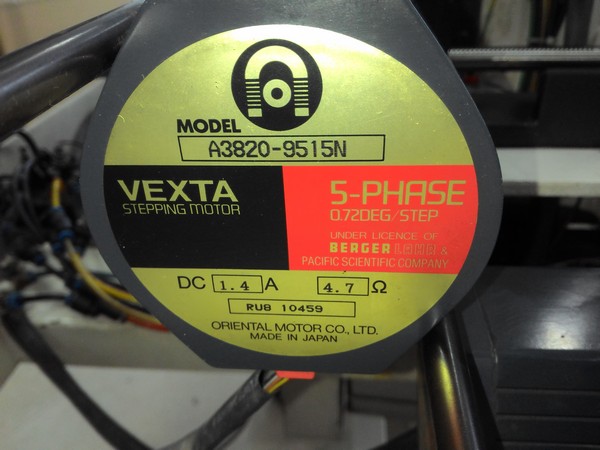 MODEL
A3820-9515N
VEXTA
STEPPING MOTOR
5-PHASE
0.72DEG/STEP
UNDER LICENCE OF
BERGER LAHR &
PACIFIC SCIENTIFIC COMPANY
DC 1.4 A 4.7 Ω
RU8 10459
ORIENTAL MOTOR CO., LTD.
MADE IN JAPAN